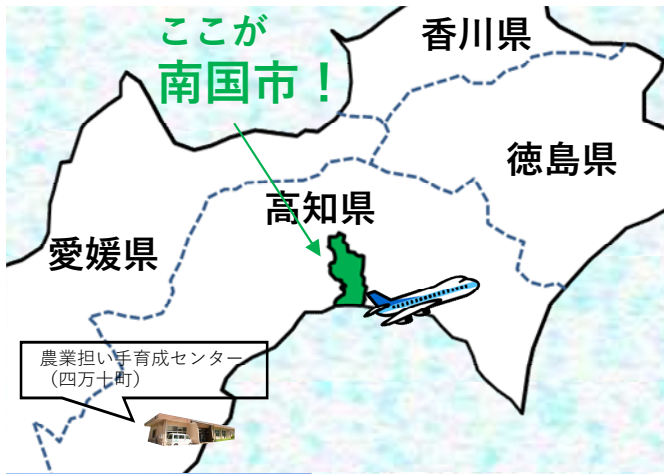 ここが
南国市！
香川県
徳島県
高知県
愛媛県
農業担い手育成センター
（四万十町）